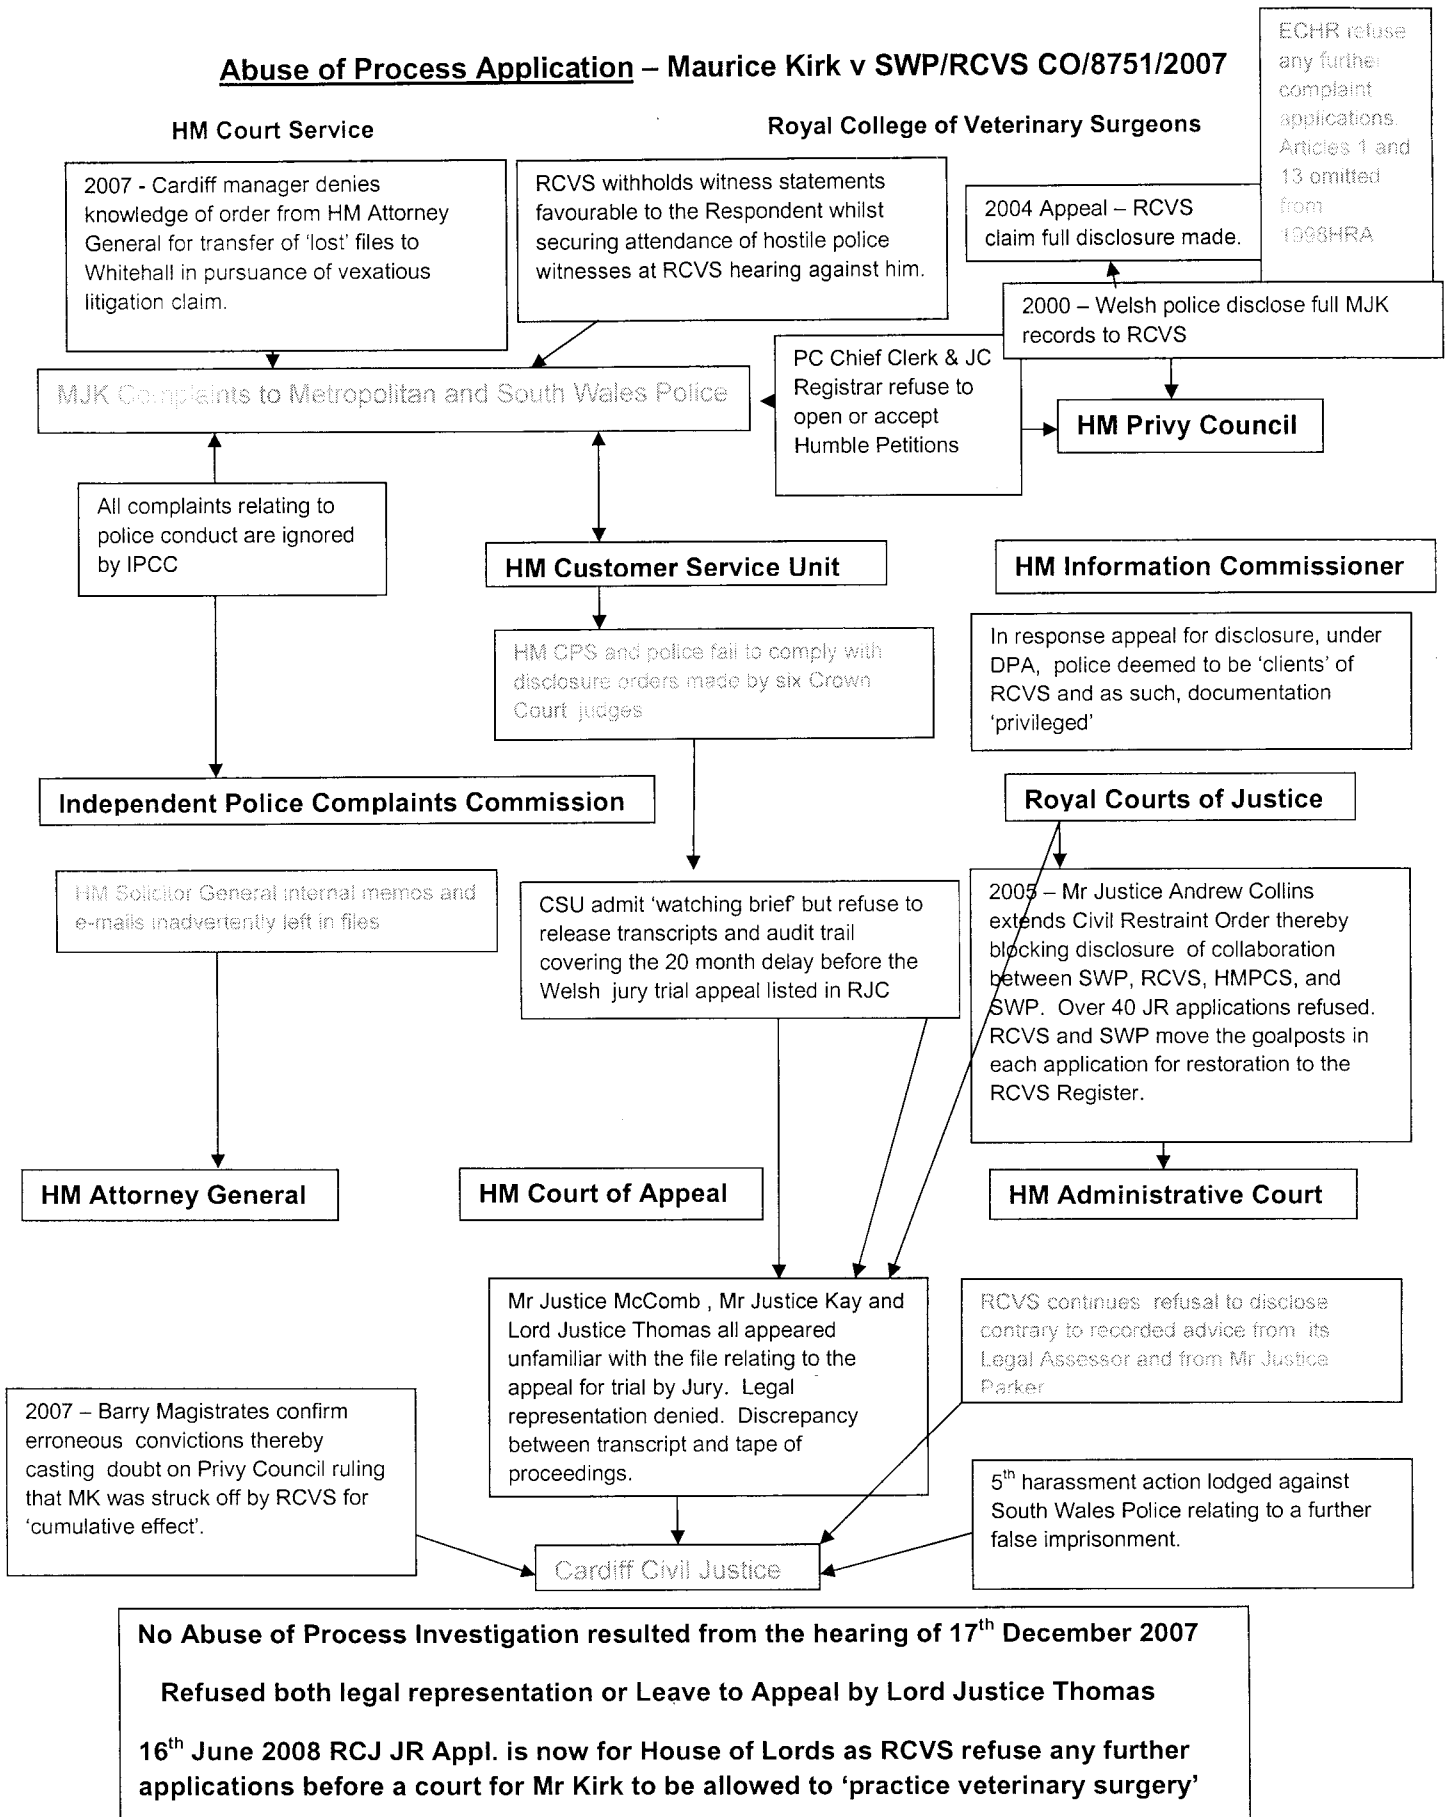 Abuse of Process Application – Maurice Kirk v SWP/RCVS CO/8751/2007
ECHR refuse
any further
complaint
applications.
Articles 1 and
13 omitted
from
1998HRA
HM Court Service
Royal College of Veterinary Surgeons
2007 - Cardiff manager denies
knowledge of order from HM Attorney
General for transfer of 'lost' files to
Whitehall in pursuance of vexatious
litigation claim.
RCVS withholds witness statements
favourable to the Respondent whilst
securing attendance of hostile police
witnesses at RCVS hearing against him.
2004 Appeal – RCVS
claim full disclosure made.
2000 – Welsh police disclose full MJK
records to RCVS
MJK Complaints to Metropolitan and South Wales Police
PC Chief Clerk & JC
Registrar refuse to
open or accept
Humble Petitions
HM Privy Council
All complaints relating to
police conduct are ignored
by IPCC
HM Customer Service Unit
HM Information Commissioner
HM CPS and police fail to comply with
disclosure orders made by six Crown
Court judges
In response appeal for disclosure, under
DPA, police deemed to be 'clients' of
RCVS and as such, documentation
'privileged'
Independent Police Complaints Commission
Royal Courts of Justice
HM Solicitor General internal memos and
e-mails inadvertently left in files
CSU admit 'watching brief' but refuse to
release transcripts and audit trail
covering the 20 month delay before the
Welsh jury trial appeal listed in RJC
2005 – Mr Justice Andrew Collins
extends Civil Restraint Order thereby
blocking disclosure of collaboration
between SWP, RCVS, HMPCS, and
SWP. Over 40 JR applications refused.
RCVS and SWP move the goalposts in
each application for restoration to the
RCVS Register.
HM Attorney General
HM Court of Appeal
HM Administrative Court
Mr Justice McComb , Mr Justice Kay and
Lord Justice Thomas all appeared
unfamiliar with the file relating to the
appeal for trial by Jury. Legal
representation denied. Discrepancy
between transcript and tape of
proceedings.
RCVS continues refusal to disclose
contrary to recorded advice from its
Legal Assessor and from Mr Justice
Parker
2007 – Barry Magistrates confirm
erroneous convictions thereby
casting doubt on Privy Council ruling
that MK was struck off by RCVS for
'cumulative effect'.
5th harassment action lodged against
South Wales Police relating to a further
false imprisonment.
Cardiff Civil Justice
No Abuse of Process Investigation resulted from the hearing of 17th December 2007
Refused both legal representation or Leave to Appeal by Lord Justice Thomas
16th June 2008 RCJ JR Appl. is now for House of Lords as RCVS refuse any further
applications before a court for Mr Kirk to be allowed to 'practice veterinary surgery'